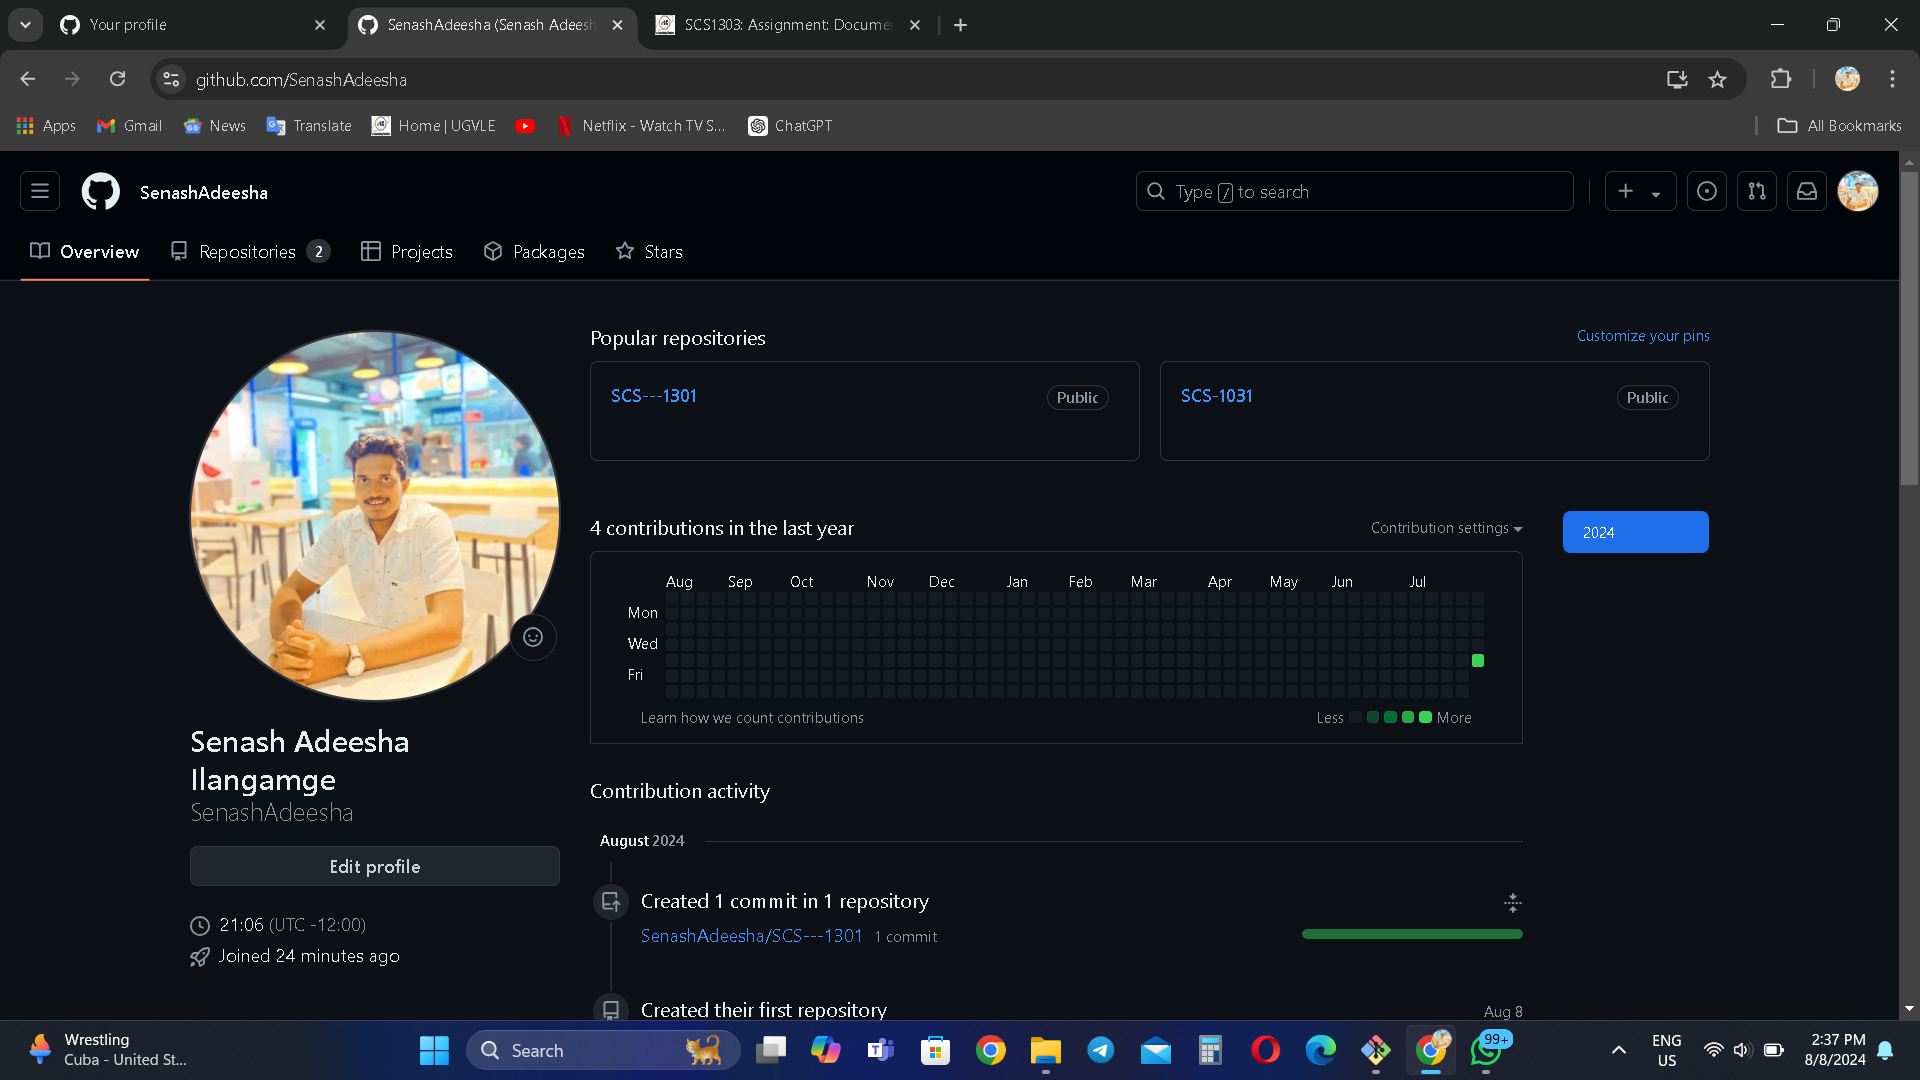 Your profile
SenashAdeesha (Senash Adeesh
SCS1303: Assignment: Docume
github.com/SenashAdeesha
Apps
Gmail
News
Translate
Home | UGVLE
Netflix - Watch TV S...
ChatGPT
All Bookmarks
SenashAdeesha
Type / to search
Overview
Repositories 2
Projects
Packages
Stars
Popular repositories
Customize your pins
SCS---1301
Public
SCS-1031
Public
4 contributions in the last year
Contribution settings
2024
Aug Sep Oct Nov Dec Jan Feb Mar Apr May Jun Jul
Mon
Wed
Fri
Learn how we count contributions
Less
More
Senash Adeesha
Ilangamge
SenashAdeesha
Edit profile
21:06 (UTC -12:00)
Joined 24 minutes ago
Contribution activity
August 2024
Created 1 commit in 1 repository
SenashAdeesha/SCS---1301 1 commit
Created their first repository
Aug 8
Wrestling
Cuba - United St...
Search
99+
ENG
US
2:37 PM
8/8/2024